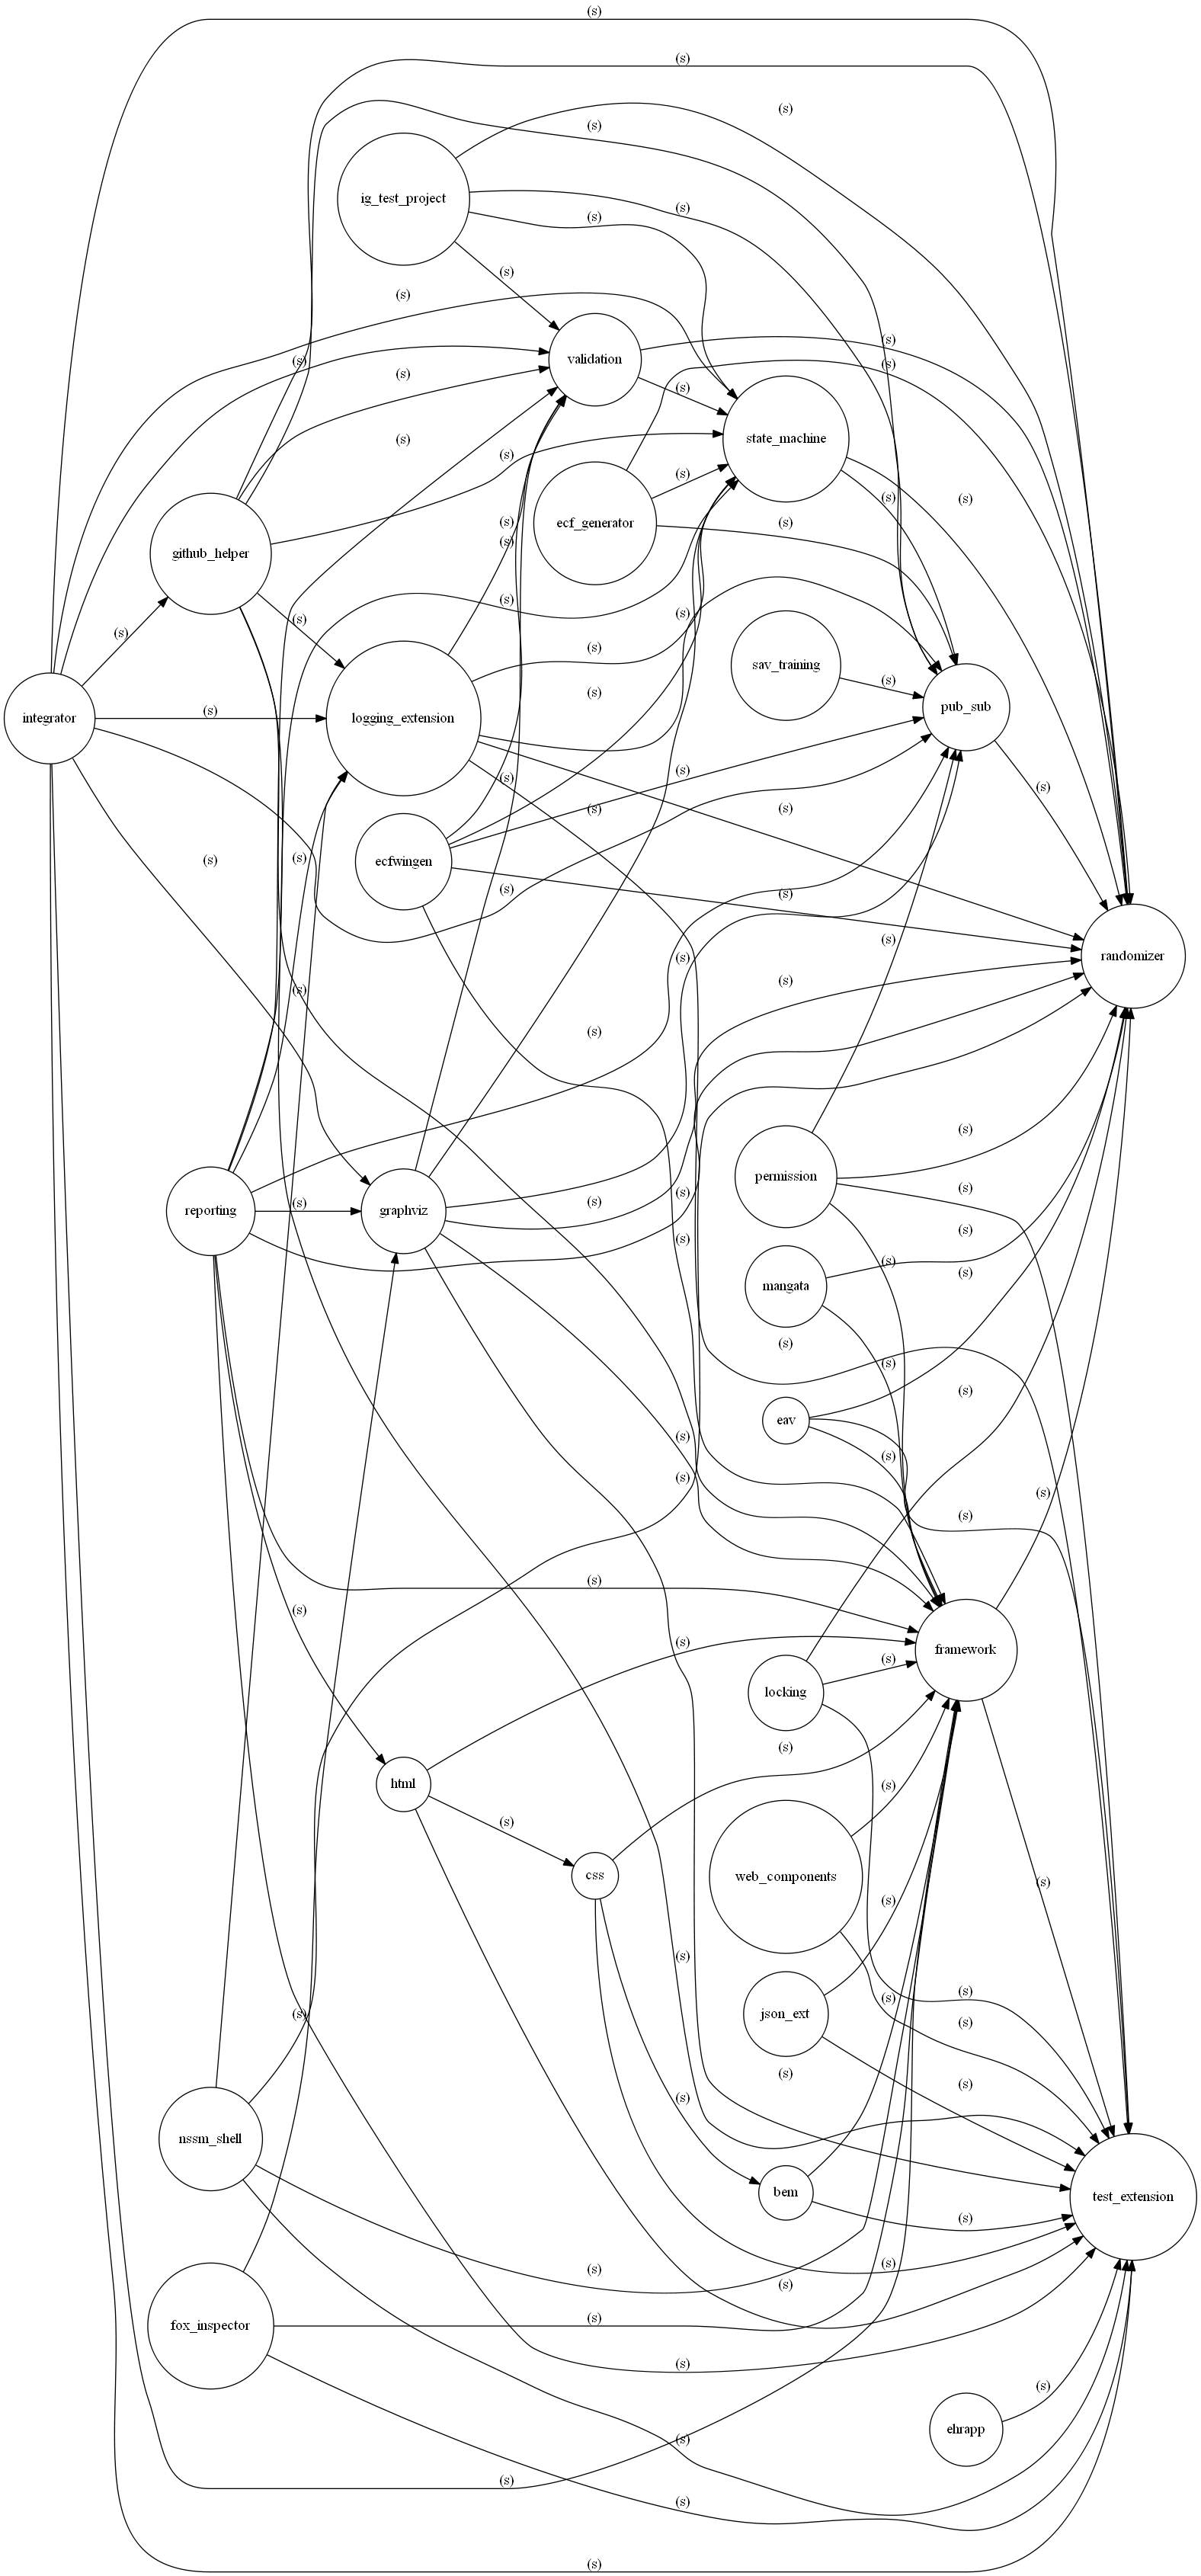 (s)
(s)
(s)
(s)
ig_test_project
(s)
(s)
(s)
(s)
(s)
validation
(s)
(s)
(s)
(s)
state_machine
(s)
(s)
(s)
(s)
(s)
(s)
ecf_generator
(s)
(s)
github_helper
(s)
(s)
(s)
(s)
(s)
sav_training
(s)
(s)
pub_sub
(s)
integrator
logging_extension
(s)
(s)
(s)
(s)
(s)
(s)
(s)
ecfwingen
(s)
(s)
(s)
randomizer
(s)
(s)
(s)
(s)
(s)
permission
(s)
(s)
(s)
(s)
reporting
graphviz
(s)
(s)
(s)
(s)
mangata
(s)
(s)
(s)
eav
(s)
(s)
(s)
(s)
(s)
(s)
(s)
(s)
framework
(s)
locking
(s)
html
(s)
(s)
css
web_components
(s)
(s)
(s)
(s)
(s)
json_ext
(s)
(s)
(s)
(s)
(s)
nssm_shell
bem
test_extension
(s)
(s)
(s)
(s)
(s)
fox_inspector
(s)
(s)
ehrapp
(s)
(s)
(s)
(s)